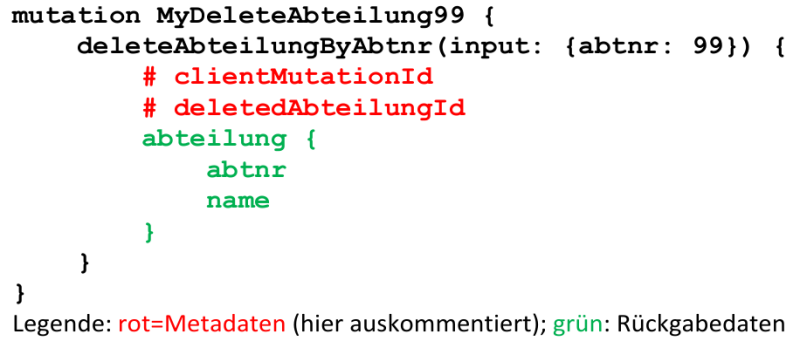 mutation MyDeleteAbteilung99 {
deleteAbteilungByAbtnr(input: {abtnr: 99}) {
# clientMutationId
# deletedAbteilungId
abteilung {
abtnr
name
}
}
}
Legende: rot=Metadaten (hier auskommentiert); grün: Rückgabedaten